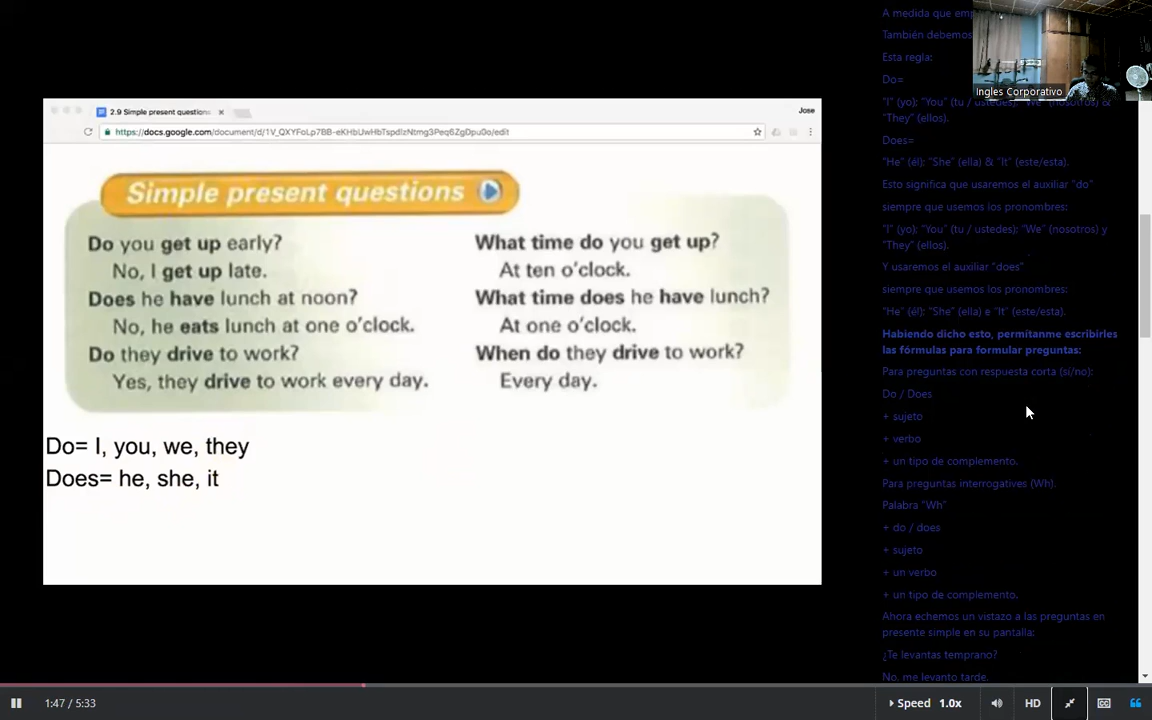 2.9 Simple present questions
Jose
https://docs.google.com/document/d/1V_QXYFoLp7BB-eKHbUwHbTspdlzNtmg3Peq6ZgDpu0o/edit
Simple present questions
Do you get up early?
No, I get up late.
Does he have lunch at noon?
No, he eats lunch at one o'clock.
Do they drive to work?
Yes, they drive to work every day.
What time do you get up?
At ten o'clock.
What time does he have lunch?
At one o'clock.
When do they drive to work?
Every day.
Do= I, you, we, they
Does= he, she, it
A medida que
También debemos
Esta regla:
Do=
"I" (yo); "You" (tu / ustedes); "We" (nosotros) &
"They" (ellos).
Does=
"He" (él); "She" (ella) & "It" (este/esta).
Esto significa que usaremos el auxiliar "do"
siempre que usemos los pronombres:
"I" (yo); "You" (tu / ustedes); "We" (nosotros) y
"They" (ellos).
Y usaremos el auxiliar "does"
siempre que usemos los pronombres:
"He" (él); "She" (ella) e "It" (este/esta).
Habiendo dicho esto, permítanme escribirles
las fórmulas para formular preguntas:
Para preguntas con respuesta corta (sí/no):
Do / Does
+ sujeto
+ verbo
+ un tipo de complemento.
Para preguntas interrogatives (Wh).
Palabra "Wh"
+ do / does
+ sujeto
+ un verbo
+ un tipo de complemento.
Ahora echemos un vistazo a las preguntas en
presente simple en su pantalla:
¿Te levantas temprano?
No, me levanto tarde.
Ingles Corporativo
1:47 / 5:33
Speed 1.0x
HD
CC